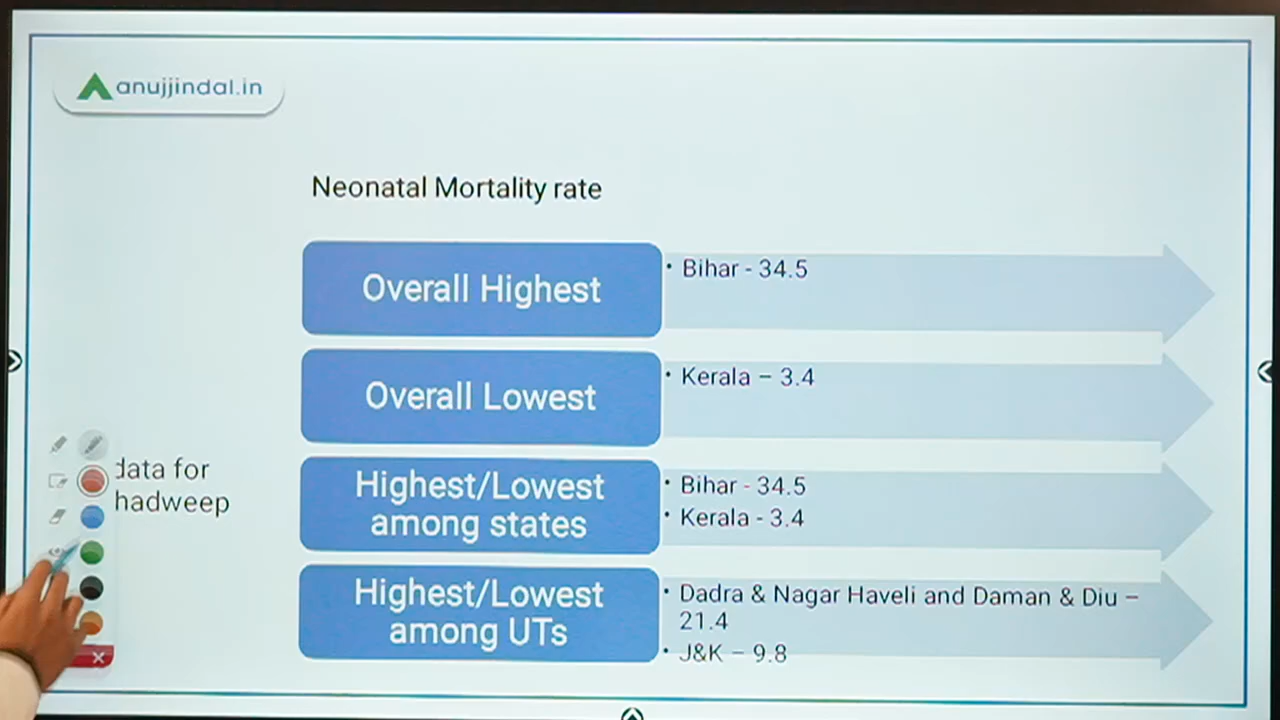 anujjindal.in
Neonatal Mortality rate
Overall Highest
• Bihar - 34.5
Overall Lowest
• Kerala – 3.4
data for
hadweep
Highest/Lowest
among states
• Bihar - 34.5
• Kerala - 3.4
Highest/Lowest
among UTs
• Dadra & Nagar Haveli and Daman & Diu –
21.4
• J&K – 9.8